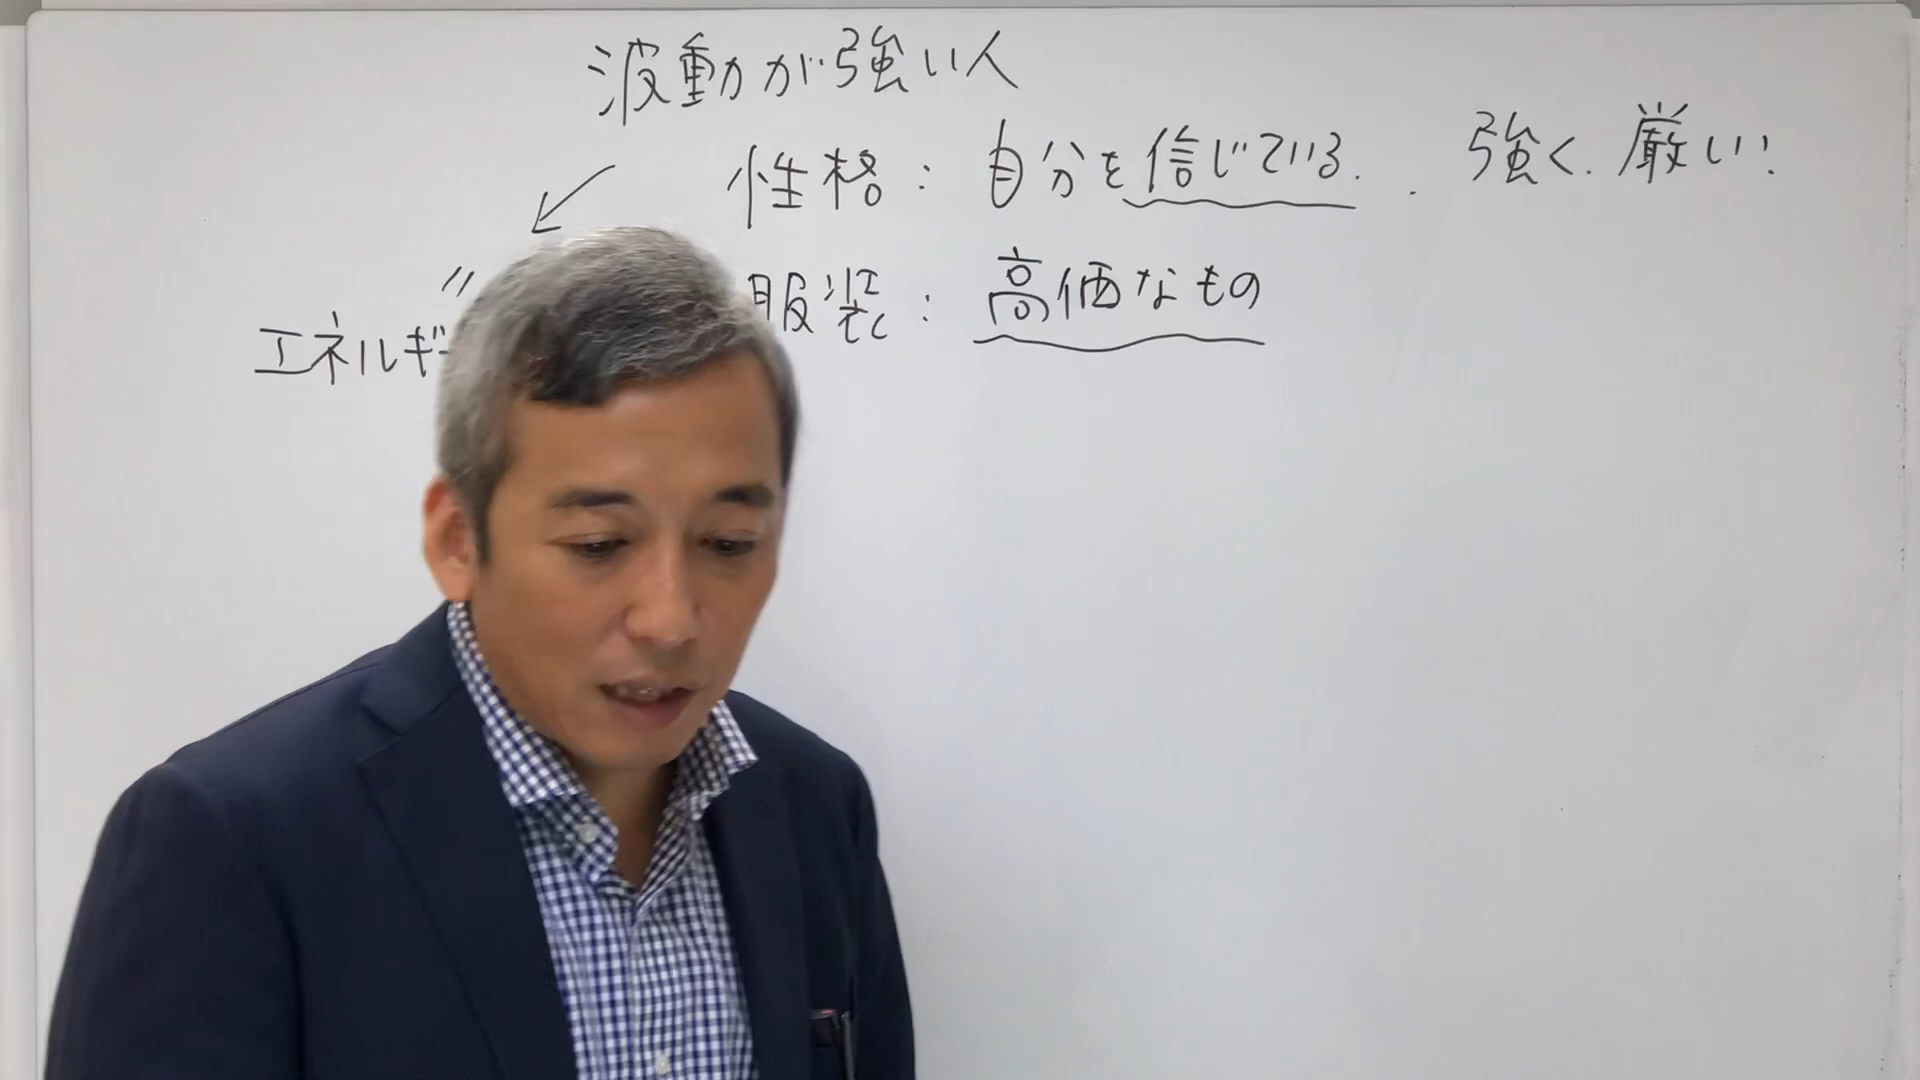 波動が強い人
性格：自分を信じている． ． 強く．厳しい．
服装：高価なもの
〃
エネルギー